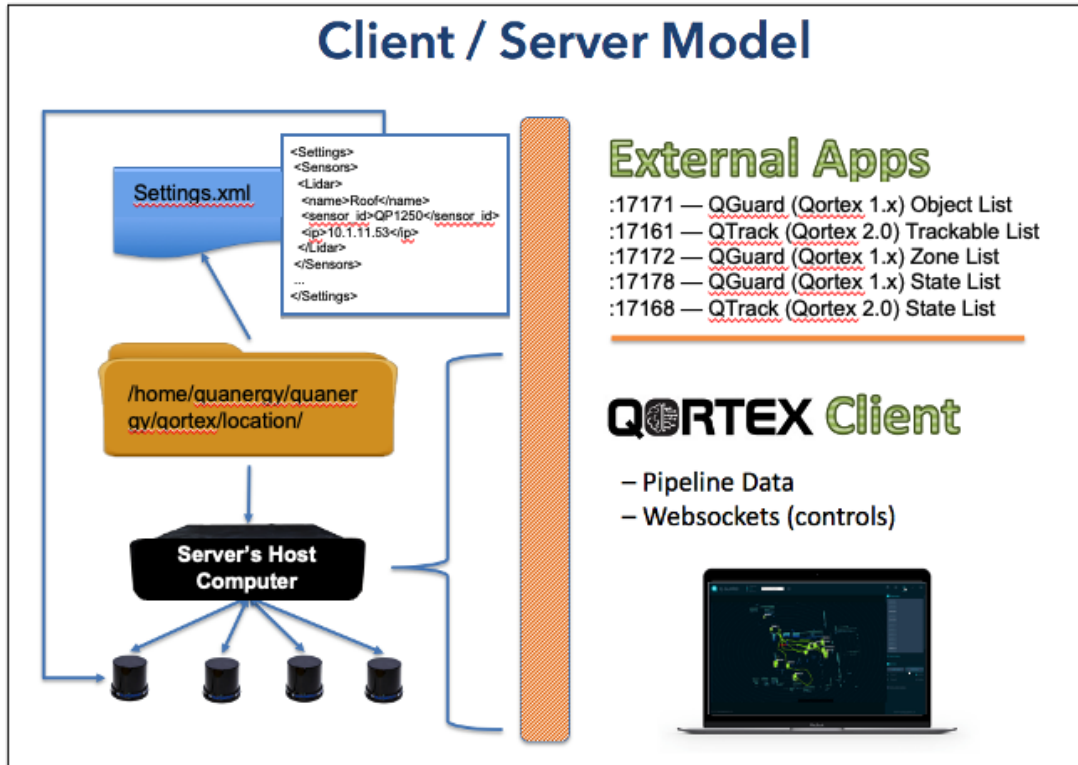 Client / Server Model
Settings.xml
<Settings>
<Sensors>
<Lidar>
<name>Roof</name>
<sensor_id>QP1250</sensor_id>
<ip>10.1.11.53</ip>
</Lidar>
</Sensors>
...
</Settings>
/home/quanergy/quaner
gy/qortex/location/
Server's Host
Computer
External Apps
:17171 — QGuard (Qortex 1.x) Object List
:17161 — QTrack (Qortex 2.0) Trackable List
:17172 — QGuard (Qortex 1.x) Zone List
:17178 — QGuard (Qortex 1.x) State List
:17168 — QTrack (Qortex 2.0) State List
QORTEX Client
– Pipeline Data
– Websockets (controls)